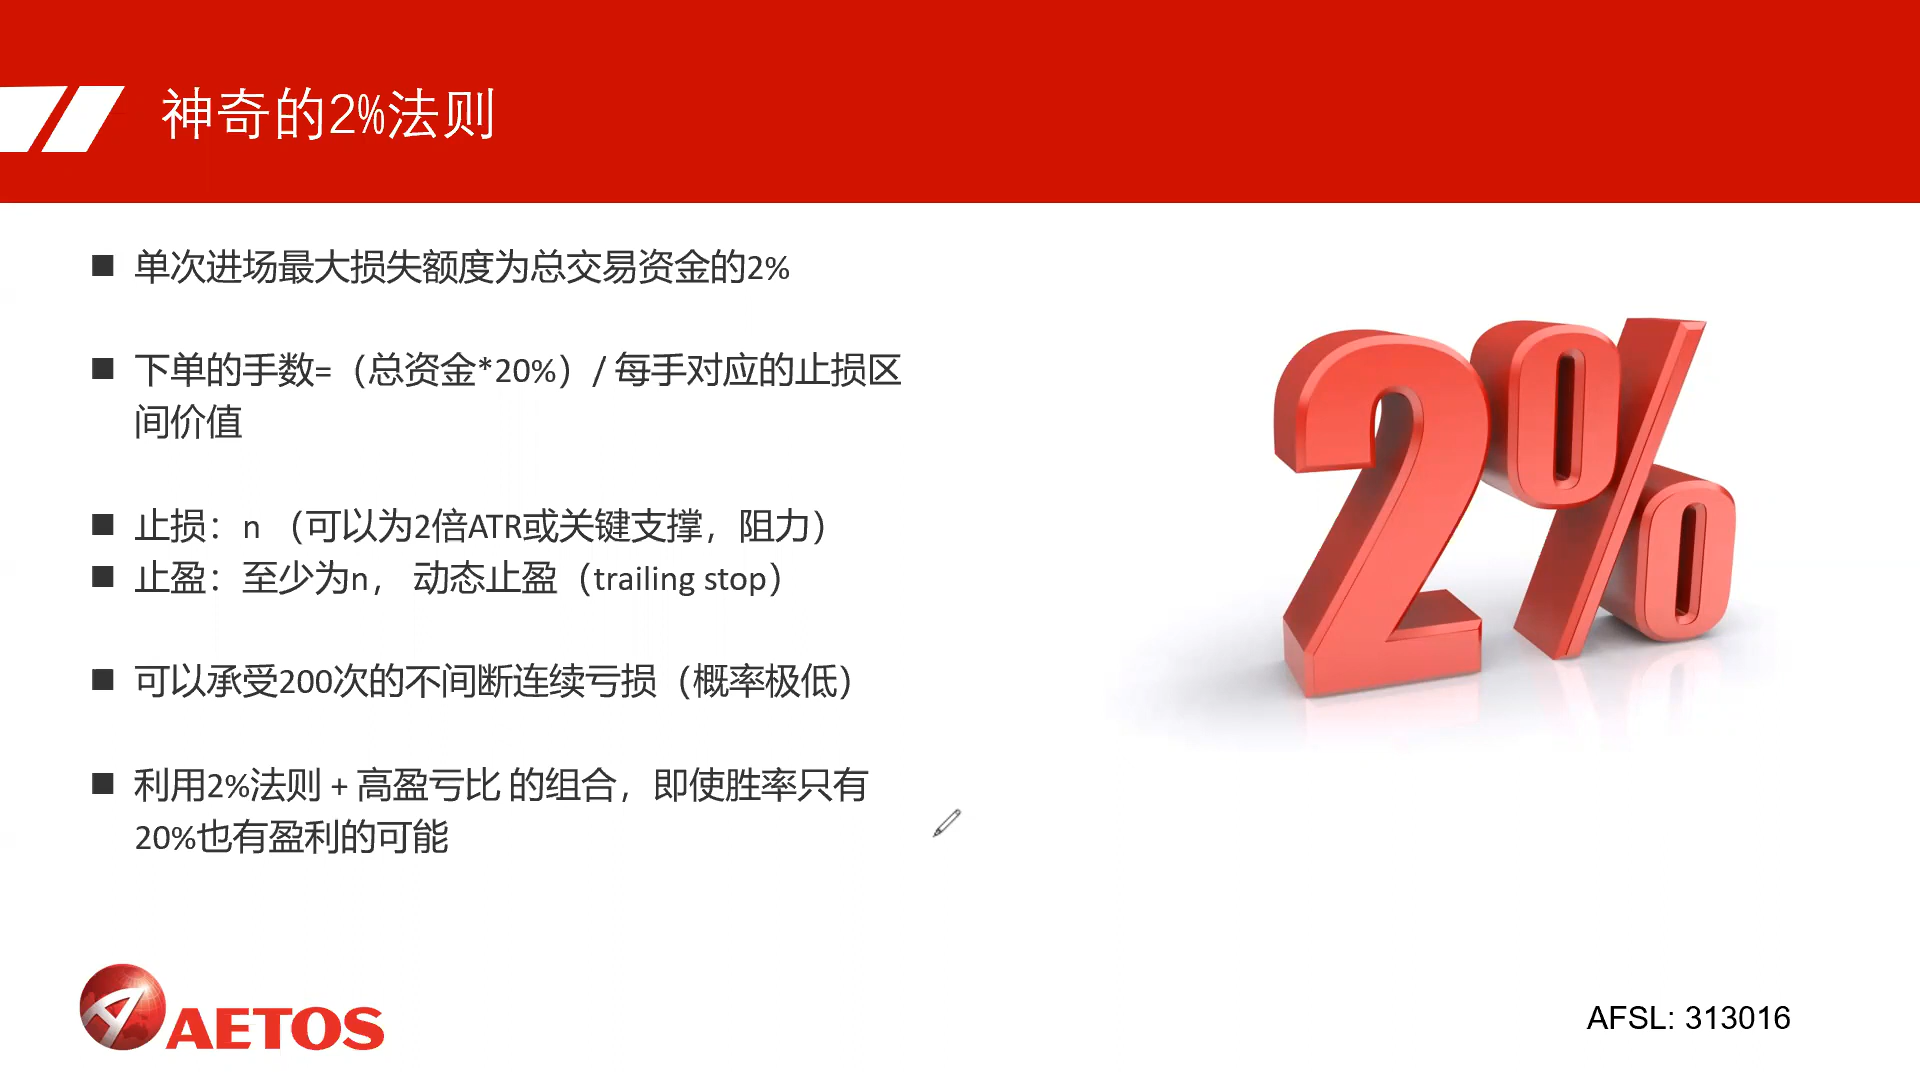 神奇的2%法则
■ 单次进场最大损失额度为总交易资金的2%
■ 下单的手数=（总资金*20%）/ 每手对应的止损区
间价值
■ 止损：n （可以为2倍ATR或关键支撑，阻力）
■ 止盈：至少为n， 动态止盈（trailing stop）
■ 可以承受200次的不间断连续亏损（概率极低）
■ 利用2%法则 + 高盈亏比 的组合，即使胜率只有
20%也有盈利的可能
2%
AETOS
AFSL: 313016